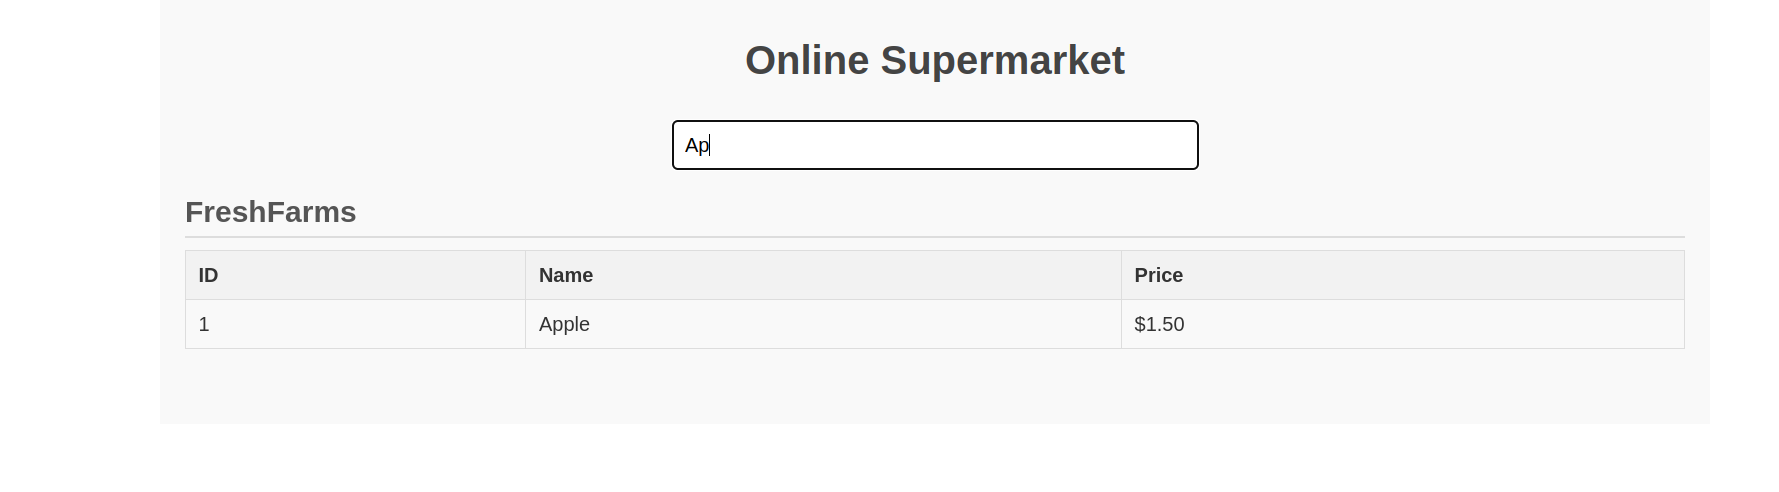 Online Supermarket
Ap
FreshFarms
ID Name Price
1 Apple $1.50